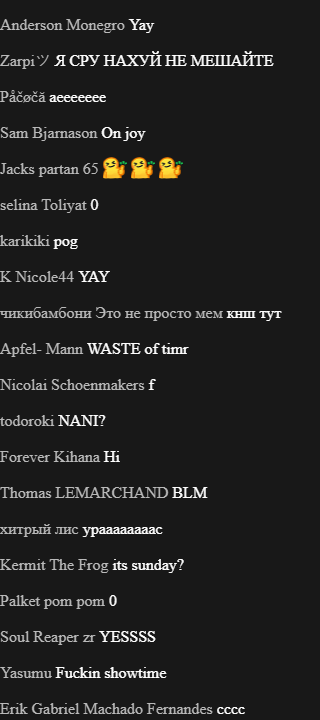 Anderson Monegro Yay
Zarpiツ Я СРУ НАХУЙ НЕ МЕШАЙТЕ
Påčøčă aeeeeeee
Sam Bjarnason On joy
Jacks partan 65
selina Toliyat 0
karikiki pog
K Nicole44 YAY
чикибамбони Это не просто мем кнш тут
Apfel- Mann WASTE of timr
Nicolai Schoenmakers f
todoroki NANI?
Forever Kihana Hi
Thomas LEMARCHAND BLM
хитрый лис урааааааас
Kermit The Frog its sunday?
Palket pom pom 0
Soul Reaper zr YESSSS
Yasumu Fuckin showtime
Erik Gabriel Machado Fernandes cccc